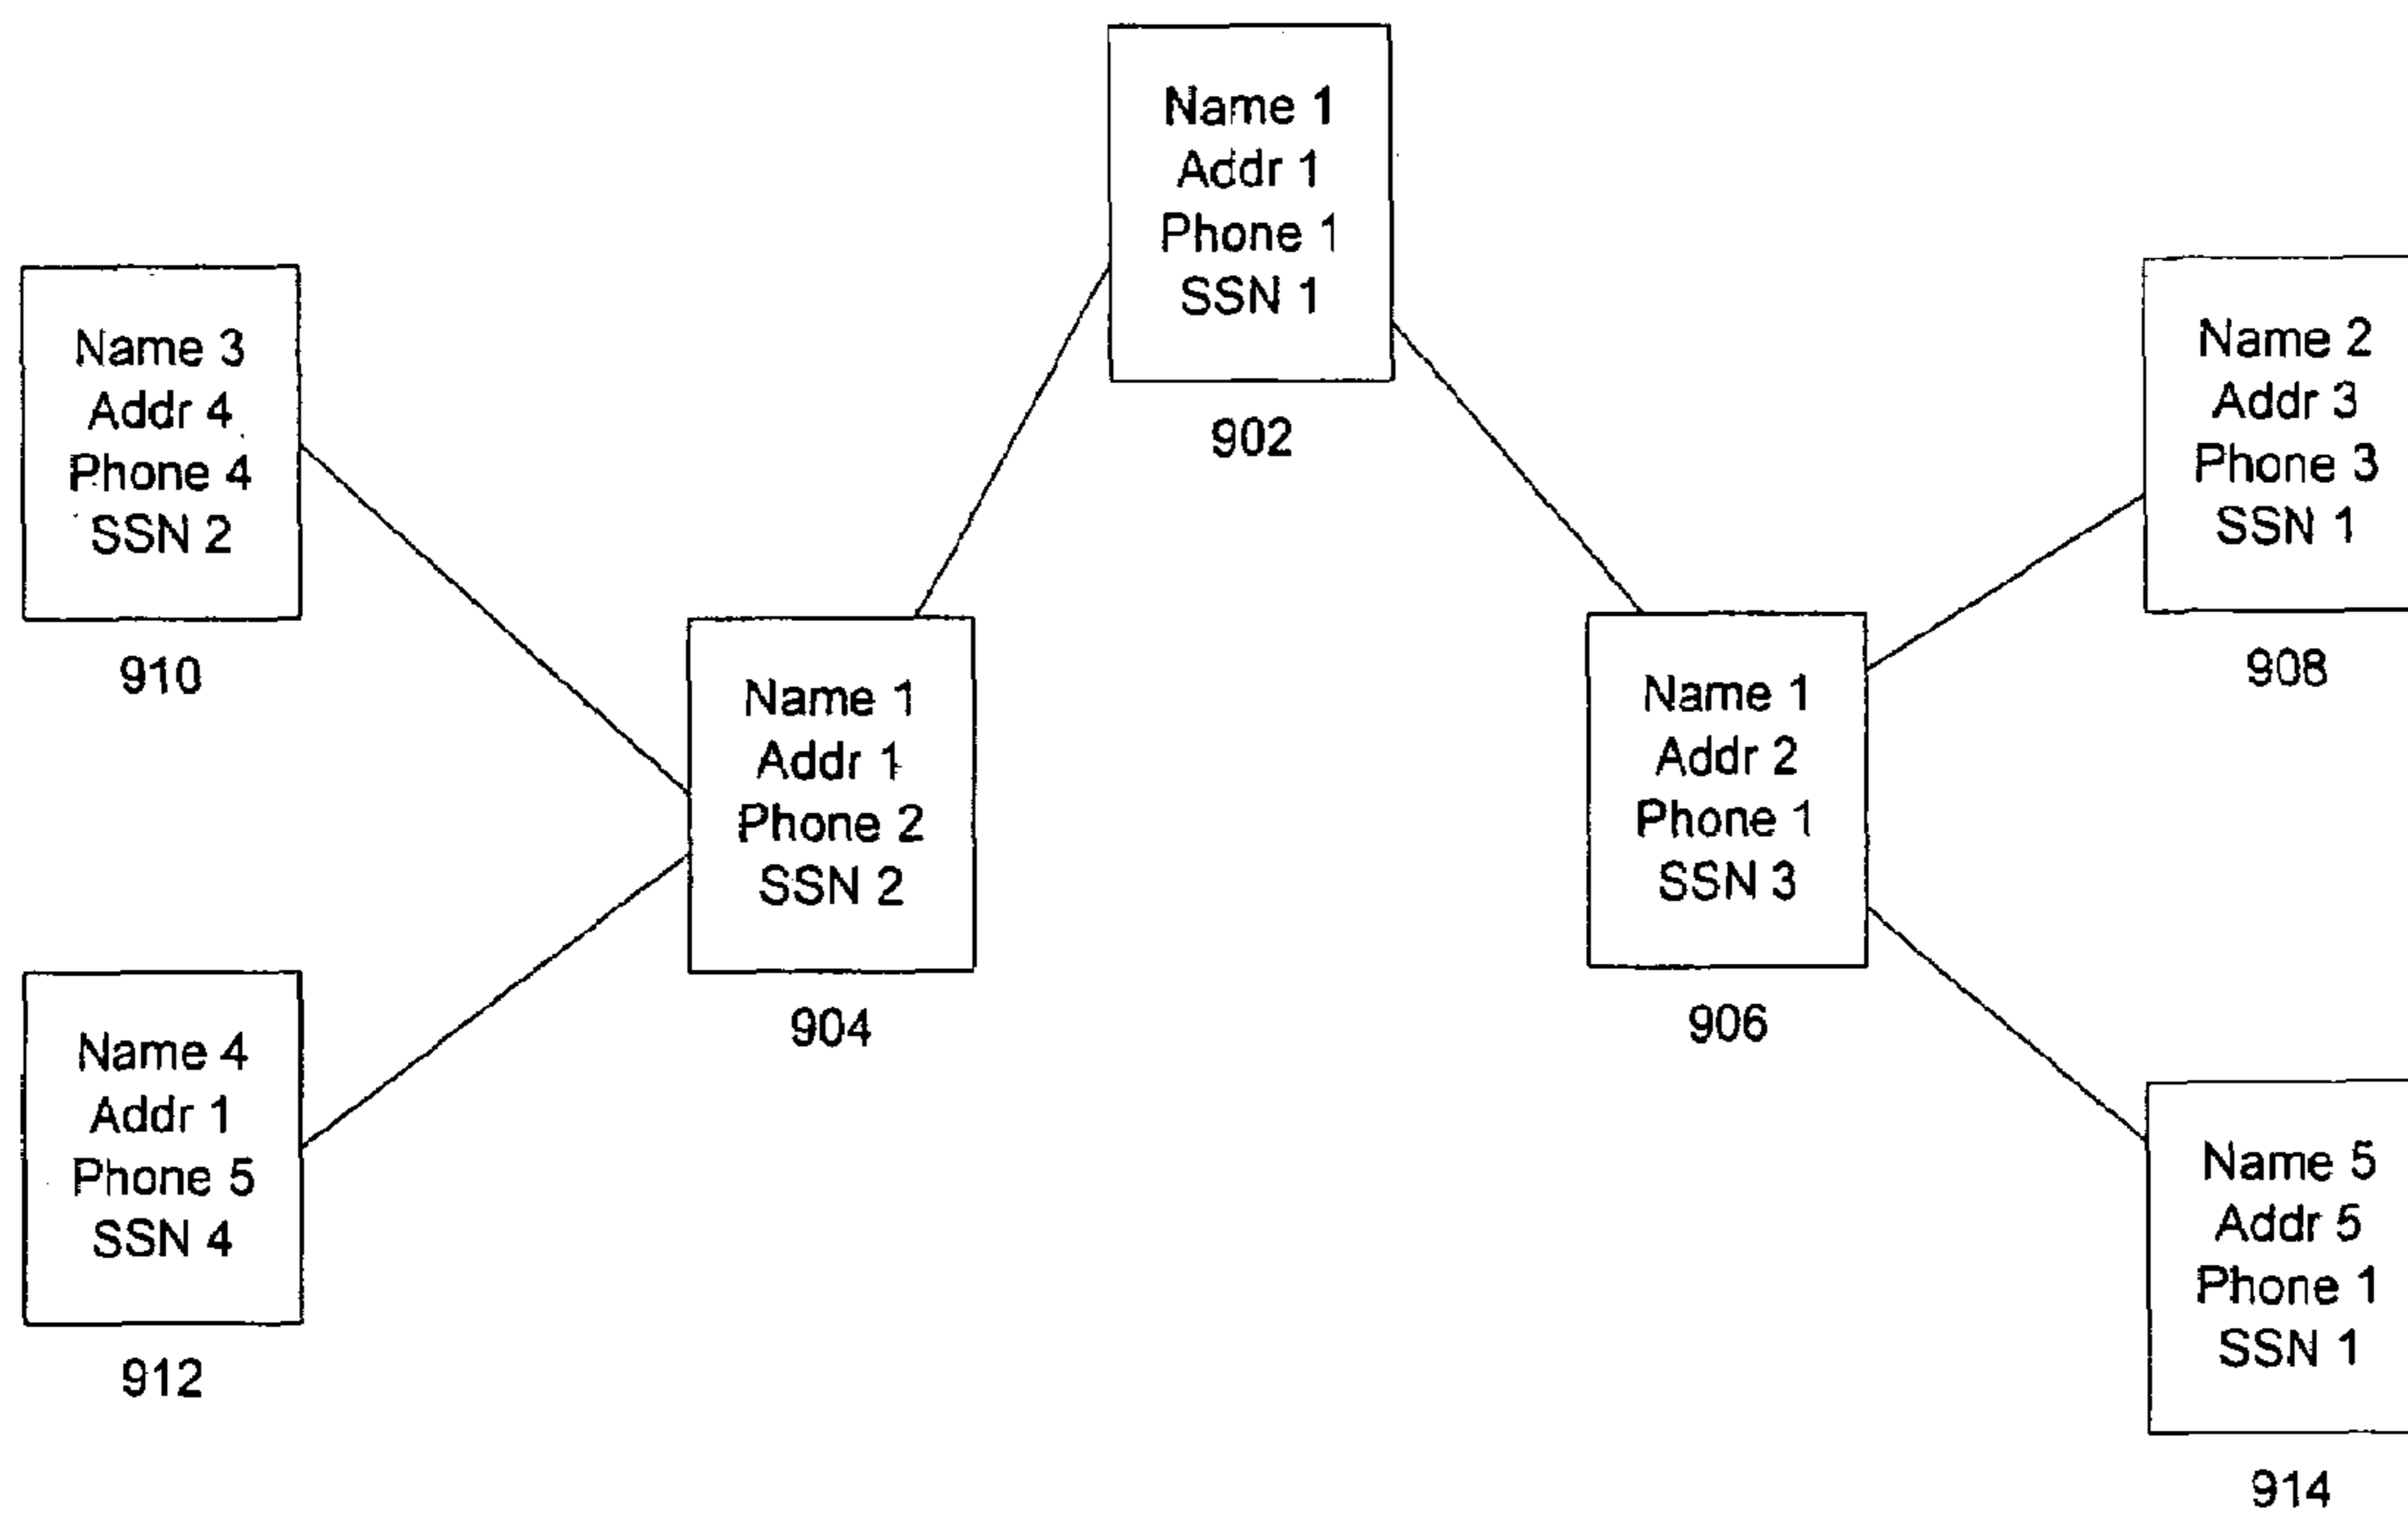 Name 1
Addr 1
Phone 1
SSN 1
902
Name 3
Addr 4
Phone 4
SSN 2
910
Name 2
Addr 3
Phone 3
SSN 1
908
Name 1
Addr 1
Phone 2
SSN 2
904
Name 1
Addr 2
Phone 1
SSN 3
906
Name 4
Addr 1
Phone 5
SSN 4
912
Name 5
Addr 5
Phone 1
SSN 1
914